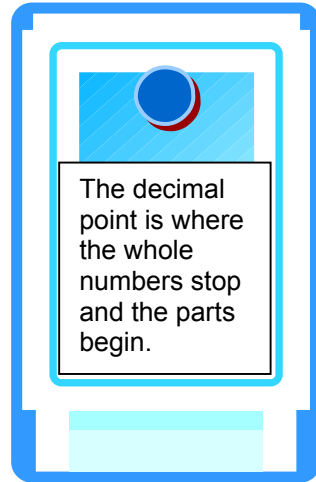 The decimal
point is where
the whole
numbers stop
and the parts
begin.